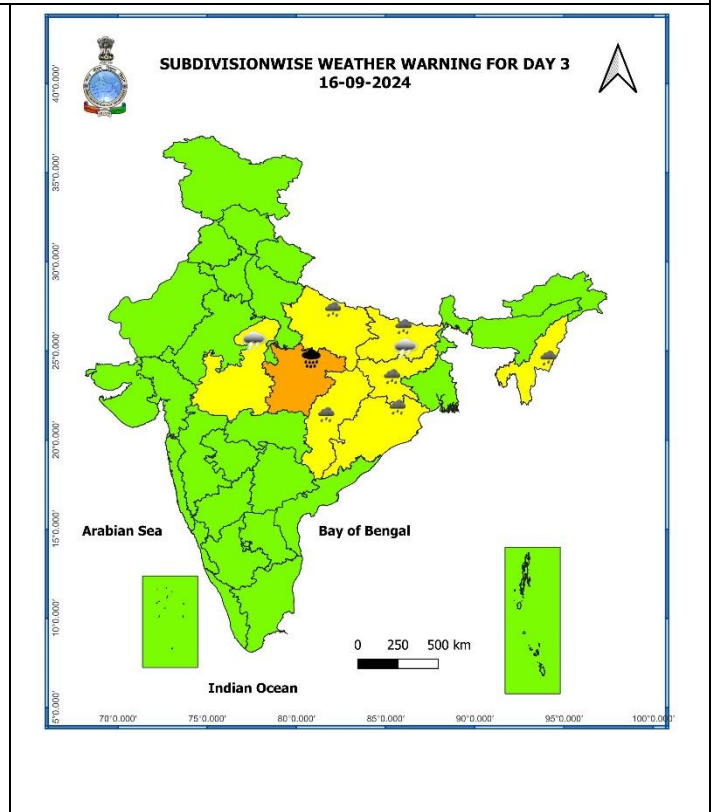 SUBDIVISIONWISE WEATHER WARNING FOR DAY 3
16-09-2024
40°0.000'
35°0.000'
30°0.000'
25°0.000'
20°0.000'
15°0.000'
10°0.000'
5°0.000'
Arabian Sea
Bay of Bengal
0 250 500 km
Indian Ocean
70°0.000' 75°0.000' 80°0.000' 85°0.000' 90°0.000' 95°0.000' 100°0.000'